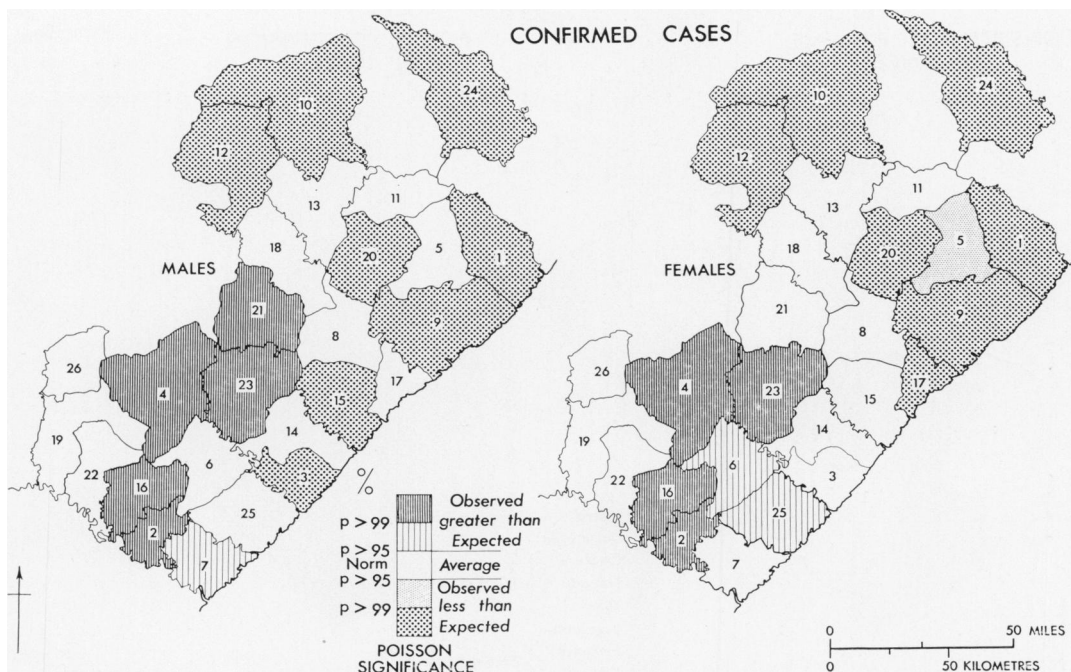 CONFIRMED CASES
24
10
12
13
11
18
20
5
1
MALES
21
9
8
26
4
23
17
15
19
14
22
6
3
16
25
2
7
24
10
12
11
13
18
20
5
1
FEMALES
21
9
8
26
4
23
17
15
19
14
22
6
3
16
25
2
7
%
p > 99
p > 95
Norm
p > 95
p > 99
Observed
greater than
Expected
Average
Observed
less than
Expected
POISSON
SIGNIFICANCE
0 50 MILES
0 50 KILOMETRES